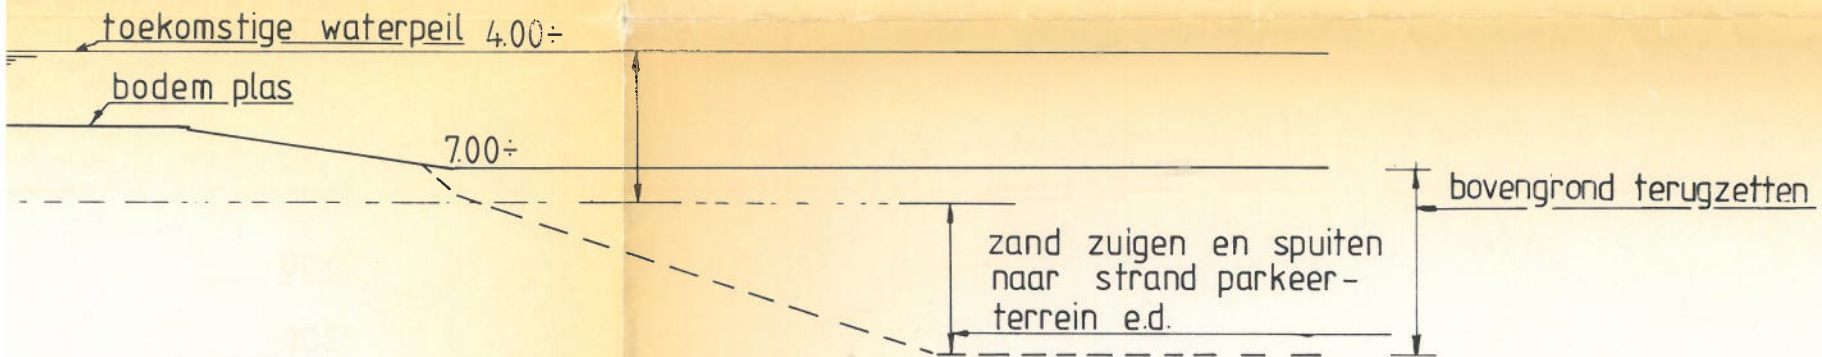 toekomstige waterpeil 4.00÷
bodem plas
7.00÷
bovengrond terugzetten
zand zuigen en spuiten
naar strand parkeer-
terrein e.d.